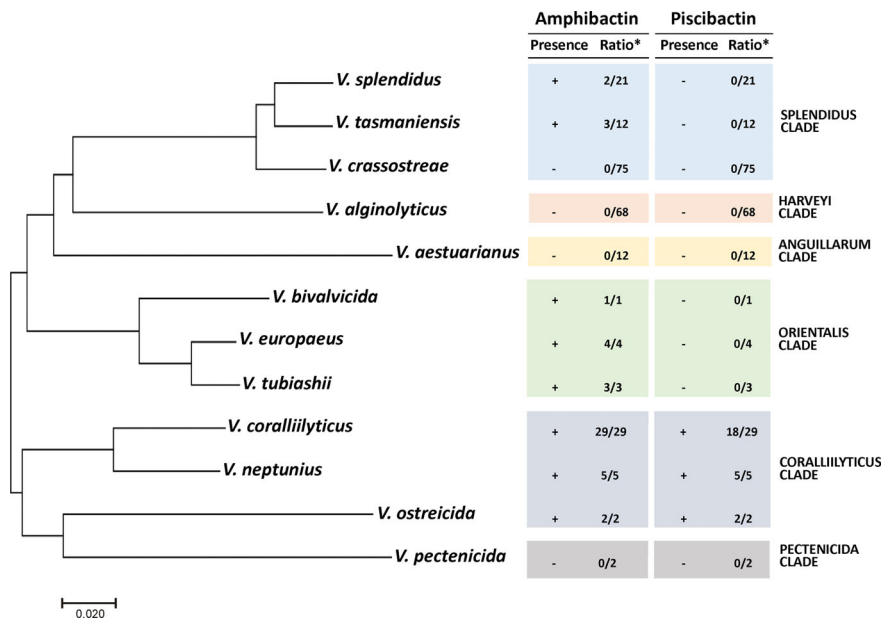 Amphibactin Piscibactin
Presence Ratio* Presence Ratio*
V. splendidus + 2/21 - 0/21
V. tasmaniensis + 3/12 - 0/12
SPLENDIDUS
CLADE
V. crassostreae - 0/75 - 0/75
V. alginolyticus - 0/68 - 0/68
HARVEYI
CLADE
V. aestuarianus - 0/12 - 0/12
ANGUILLARUM
CLADE
V. bivalvicida + 1/1 - 0/1
V. europaeus + 4/4 - 0/4
ORIENTALIS
CLADE
V. tubiashii + 3/3 - 0/3
V. coralliilyticus + 29/29 + 18/29
V. neptunius + 5/5 + 5/5
CORALLIILYTICUS
CLADE
V. ostreicida + 2/2 + 2/2
V. pectenicida - 0/2 - 0/2
PECTENICIDA
CLADE
0.020